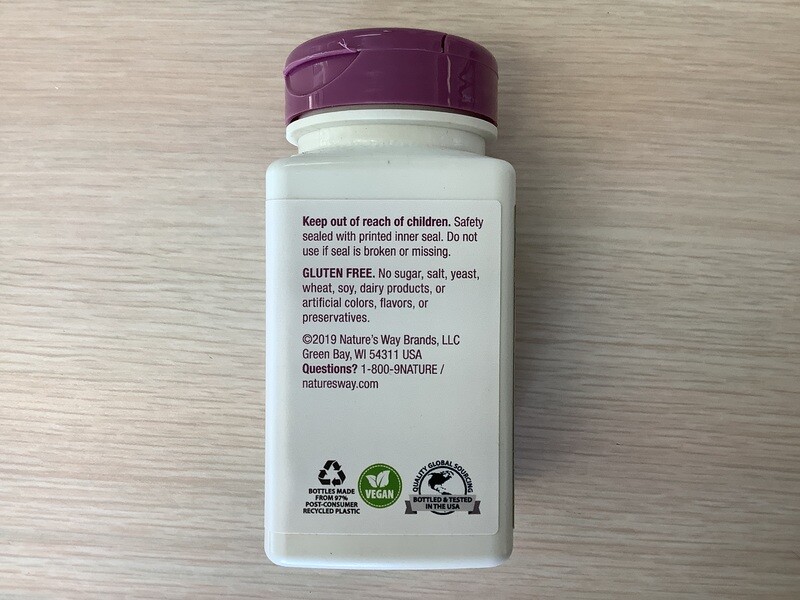 Keep out of reach of children. Safety
sealed with printed inner seal. Do not
use if seal is broken or missing.
GLUTEN FREE. No sugar, salt, yeast,
wheat, soy, dairy products, or
artificial colors, flavors, or
preservatives.
©2019 Nature's Way Brands, LLC
Green Bay, WI 54311 USA
Questions? 1-800-9NATURE /
naturesway.com
BOTTLES MADE
FROM 97%
POST-CONSUMER
RECYCLED PLASTIC
VEGAN
QUALITY GLOBAL SOURCING
BOTTLED & TESTED
IN THE USA